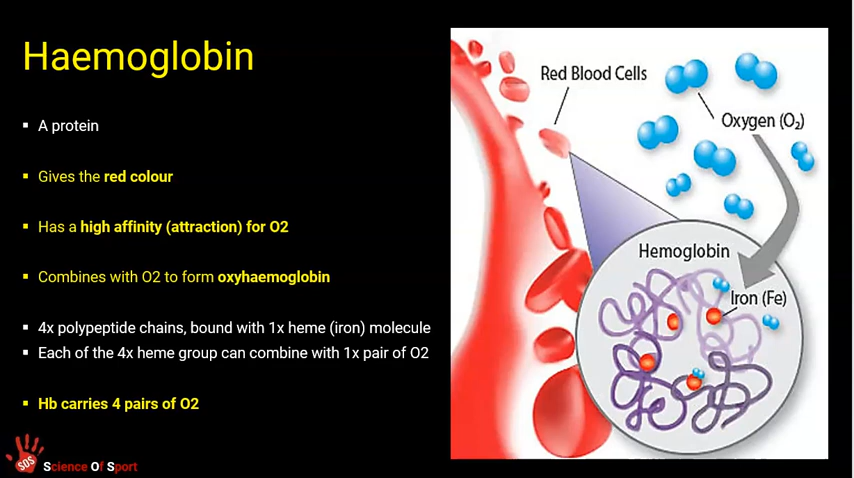 Haemoglobin
▪ A protein
▪ Gives the red colour
▪ Has a high affinity (attraction) for O2
▪ Combines with O2 to form oxyhaemoglobin
▪ 4x polypeptide chains, bound with 1x heme (iron) molecule
▪ Each of the 4x heme group can combine with 1x pair of O2
▪ Hb carries 4 pairs of O2
SOS
Science Of Sport
Red Blood Cells
Oxygen (O₂)
Hemoglobin
Iron (Fe)